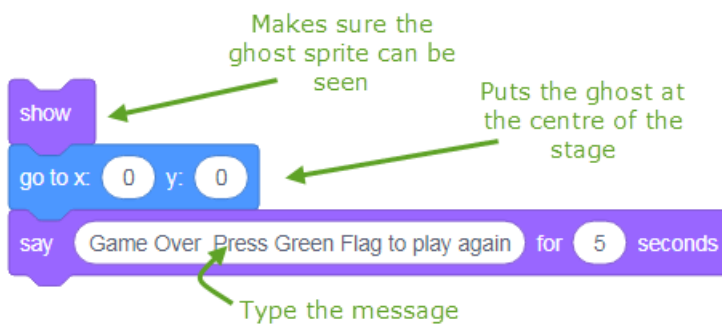 Makes sure the
ghost sprite can be
seen
show
Puts the ghost at
the centre of the
stage
go to x: 0 y: 0
say Game Over Press Green Flag to play again for 5 seconds
Type the message